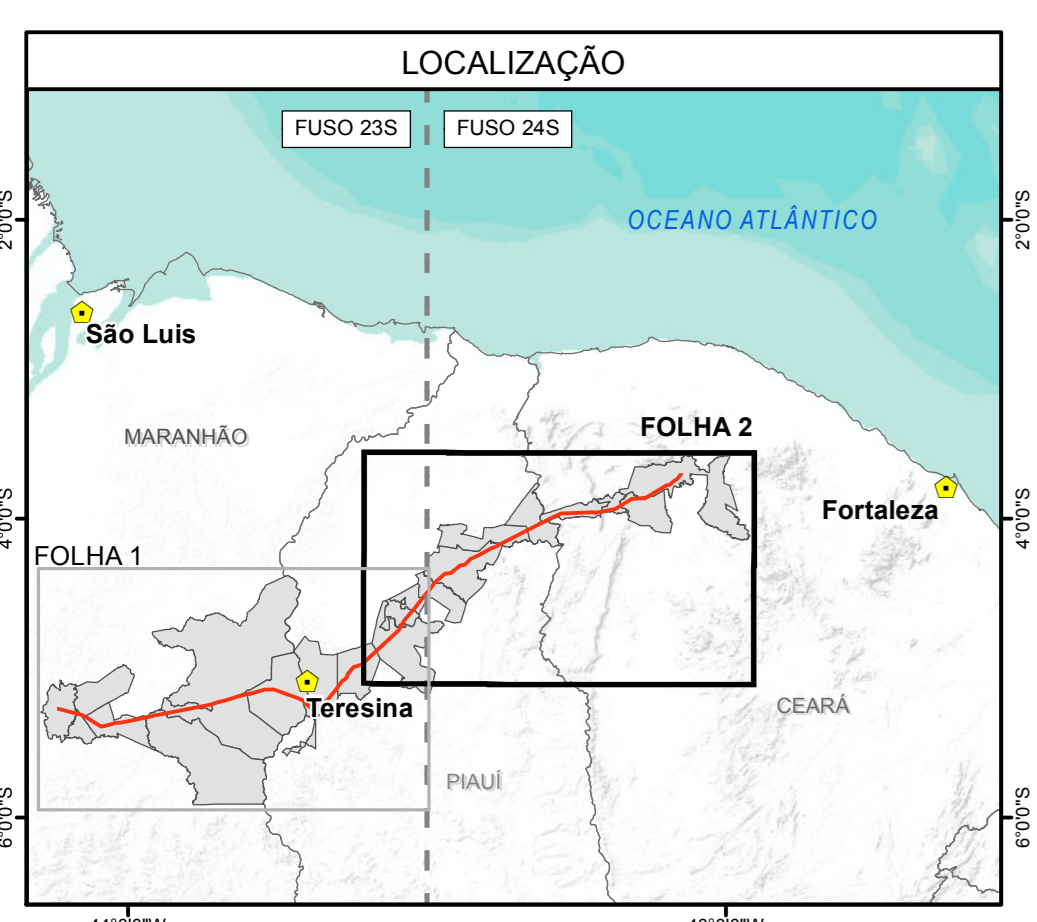 LOCALIZAÇÃO
FUSO 23S
FUSO 24S
2°0'0"S
OCEANO ATLÂNTICO
2°0'0"S
São Luis
MARANHÃO
FOLHA 2
Fortaleza
4°0'0"S
4°0'0"S
FOLHA 1
Teresina
CEARÁ
PIAUÍ
6°0'0"S
6°0'0"S